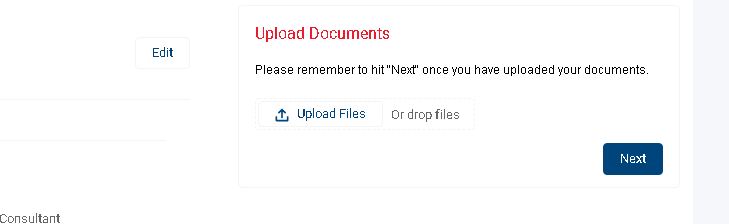 Upload Documents
Edit
Please remember to hit "Next" once you have uploaded your documents.
Upload Files
Or drop files
Next
Consultant